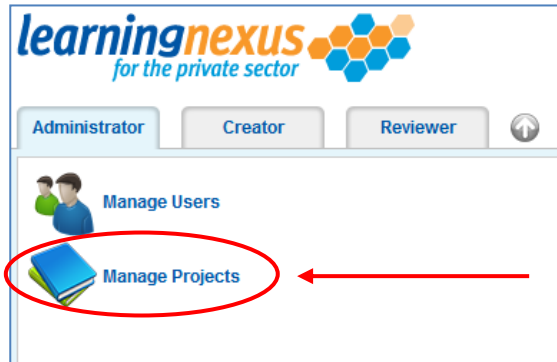 learningnexus
for the private sector
Administrator Creator Reviewer
Manage Users
Manage Projects